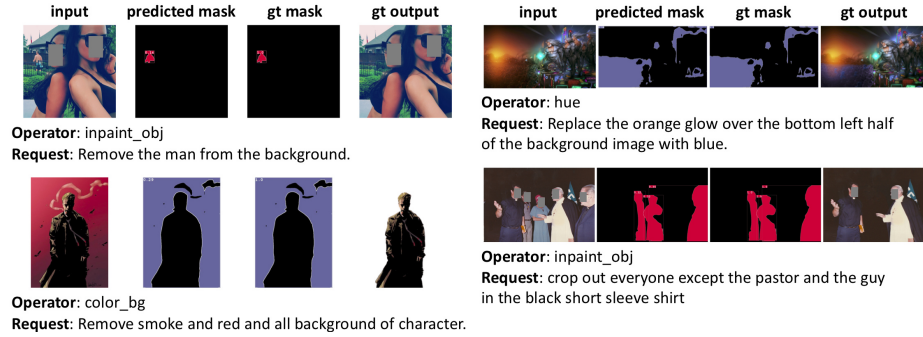 input predicted mask gt mask gt output
Operator: inpaint_obj
Request: Remove the man from the background.
Operator: color_bg
Request: Remove smoke and red and all background of character.
input predicted mask gt mask gt output
Operator: hue
Request: Replace the orange glow over the bottom left half
of the background image with blue.
Operator: inpaint_obj
Request: crop out everyone except the pastor and the guy
in the black short sleeve shirt